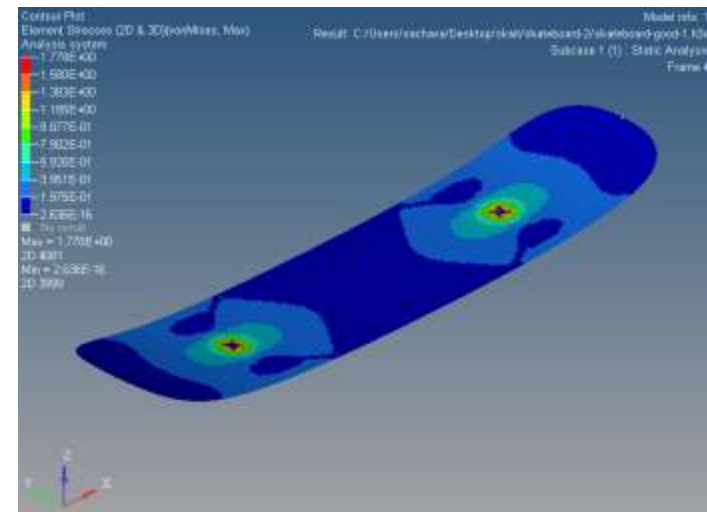 Contour Plot
Element Stresses (2D & 3D)(vonMises, Max)
Analysis system
1.778E+00
1.580E+00
1.383E+00
1.185E+00
9.877E-01
7.902E-01
5.926E-01
3.951E-01
1.975E-01
2.636E-16
No result
Max = 1.778E+00
2D
Min = 2.636E-16
2D 3999
Model info: 1
Result: C:/Users/sachara/Desktop/skat/skateboard-2/skateboard-good-1.h3d
Subcase 1 (1) : Static Analysis
Frame 4
Z
Y
X